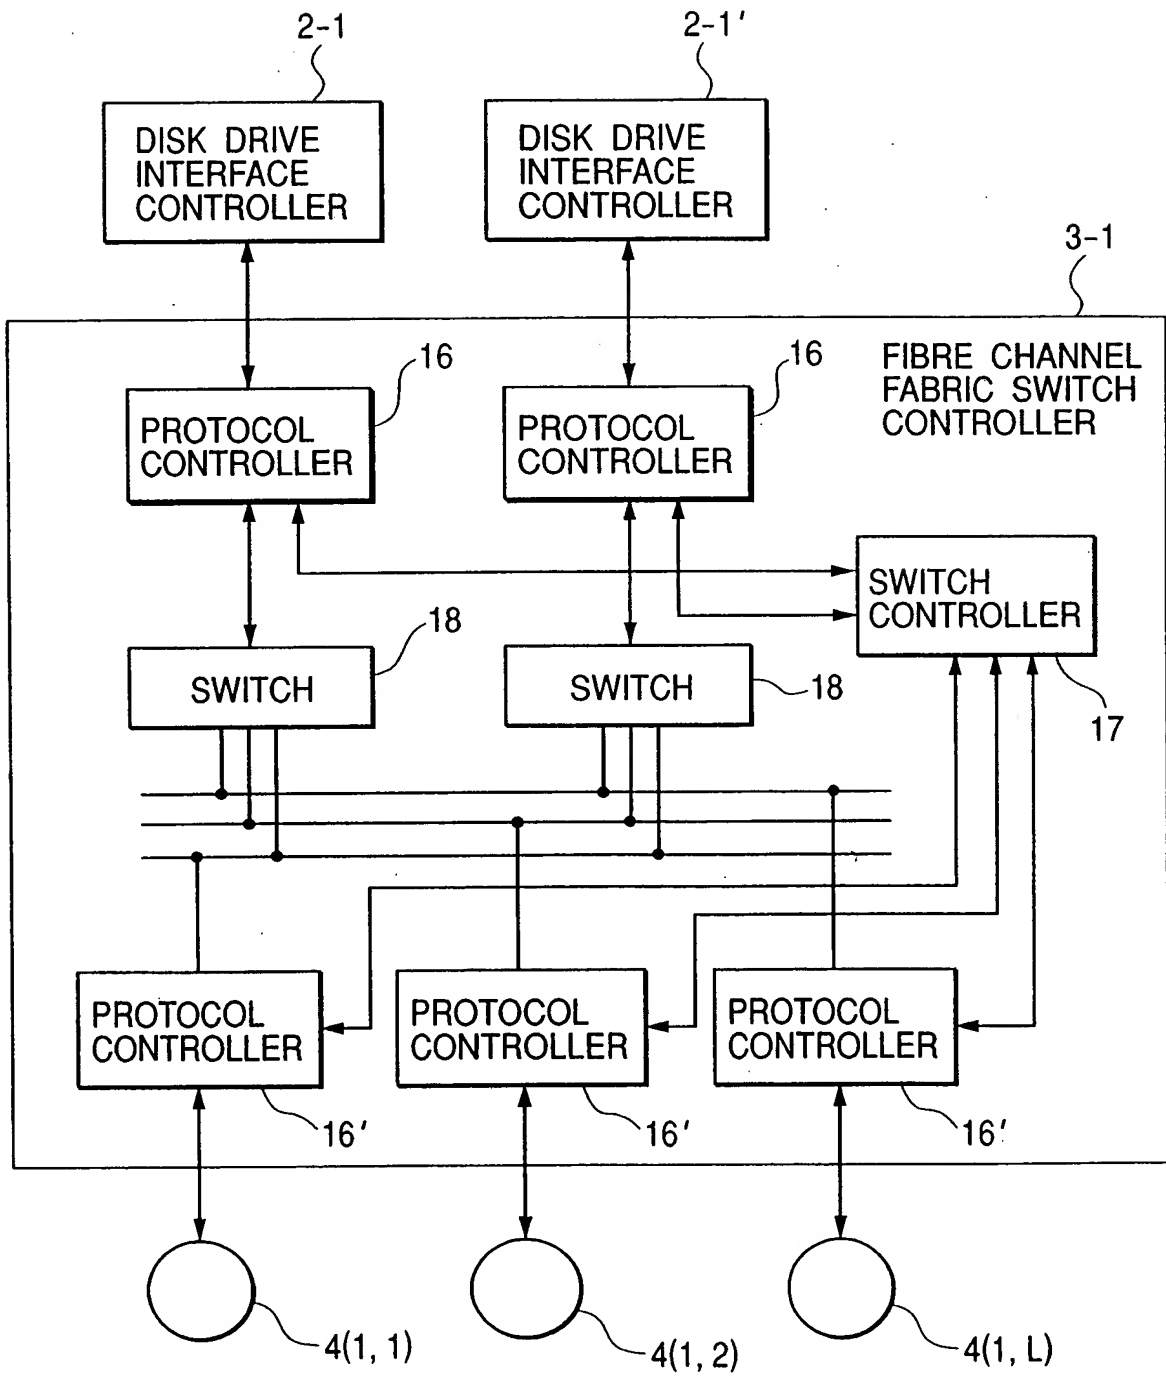 2-1
2-1'
DISK DRIVE
INTERFACE
CONTROLLER
DISK DRIVE
INTERFACE
CONTROLLER
3-1
16
16
FIBRE CHANNEL
FABRIC SWITCH
CONTROLLER
PROTOCOL
CONTROLLER
PROTOCOL
CONTROLLER
SWITCH
CONTROLLER
18
18
SWITCH
SWITCH
17
PROTOCOL
CONTROLLER
PROTOCOL
CONTROLLER
PROTOCOL
CONTROLLER
16'
16'
16'
4(1, 1)
4(1, 2)
4(1, L)